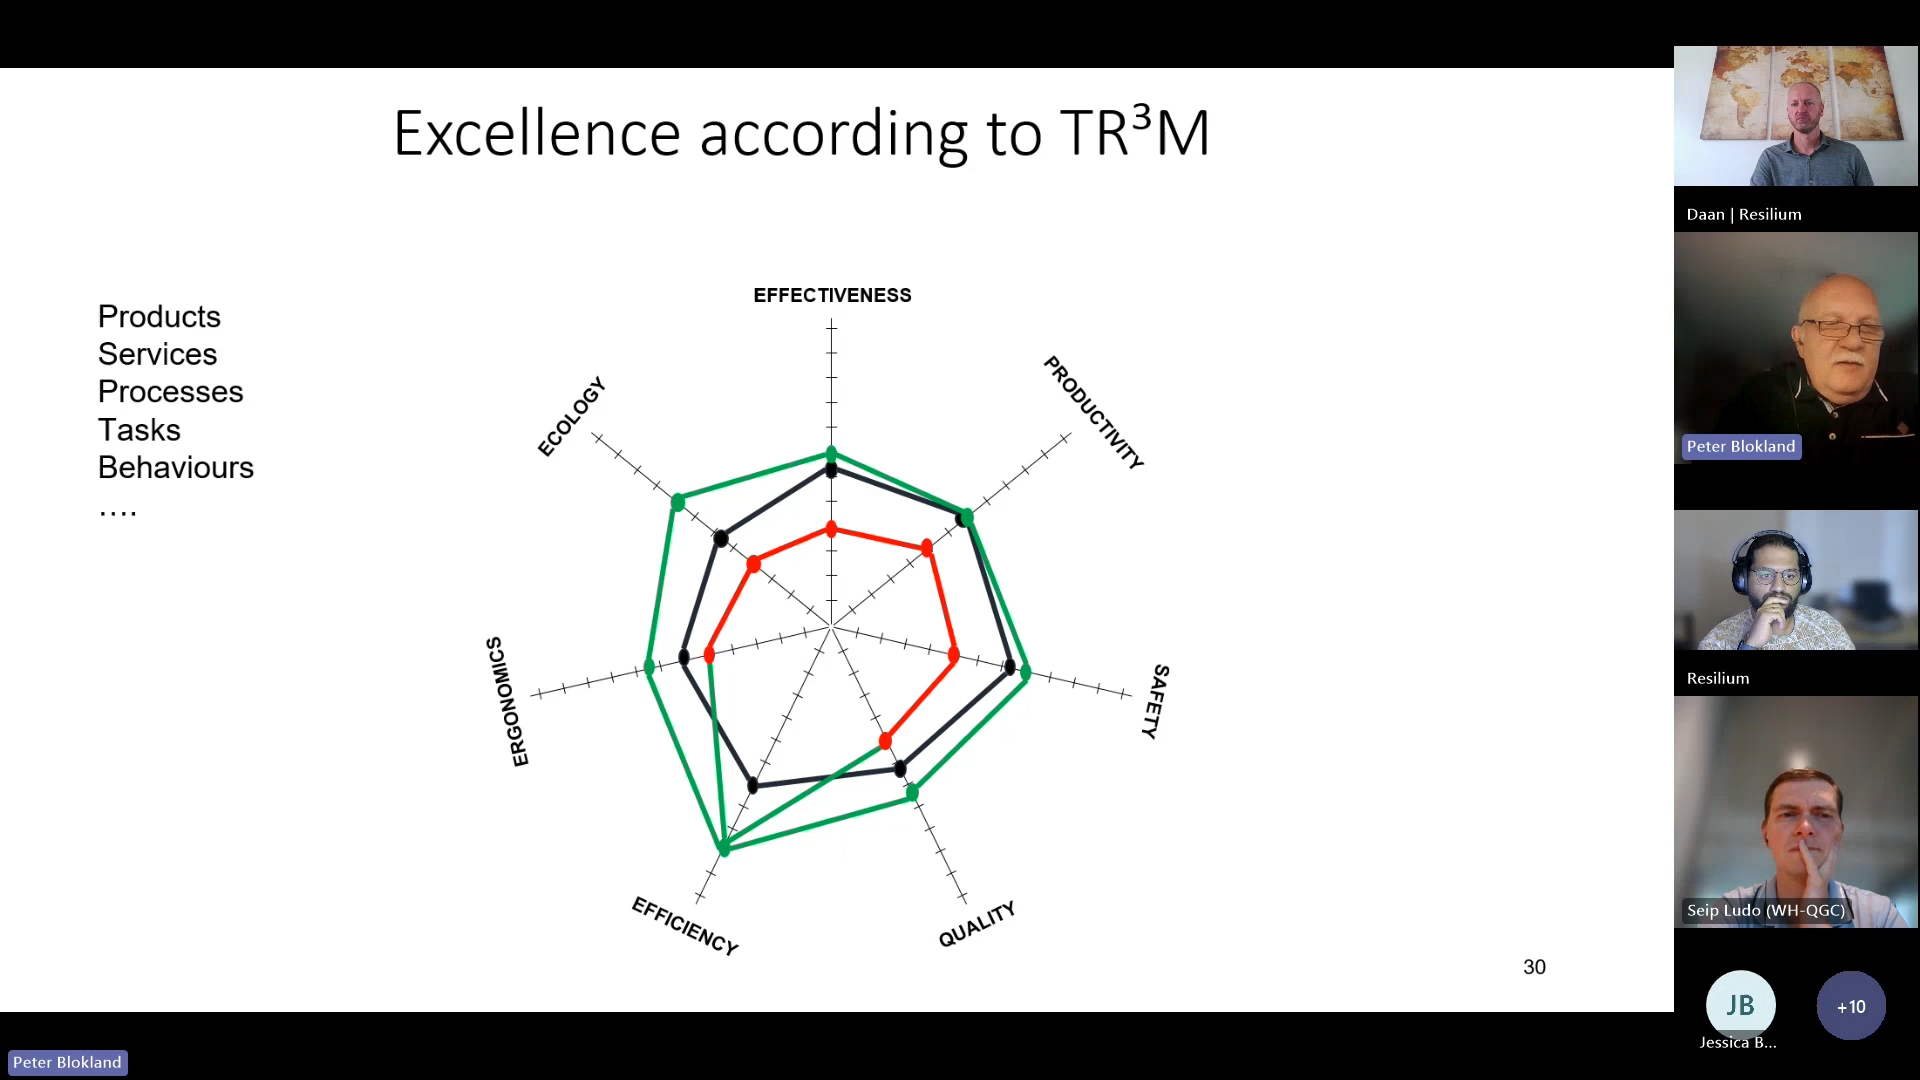 Excellence according to TR³M
Products
Services
Processes
Tasks
Behaviours
....
EFFECTIVENESS
PRODUCTIVITY
SAFETY
QUALITY
EFFICIENCY
ERGONOMICS
ECOLOGY
30
Daan | Resilium
Peter Blokland
Resilium
Seip Ludo (WH-QGC)
JB
Jessica B...
+10
Peter Blokland